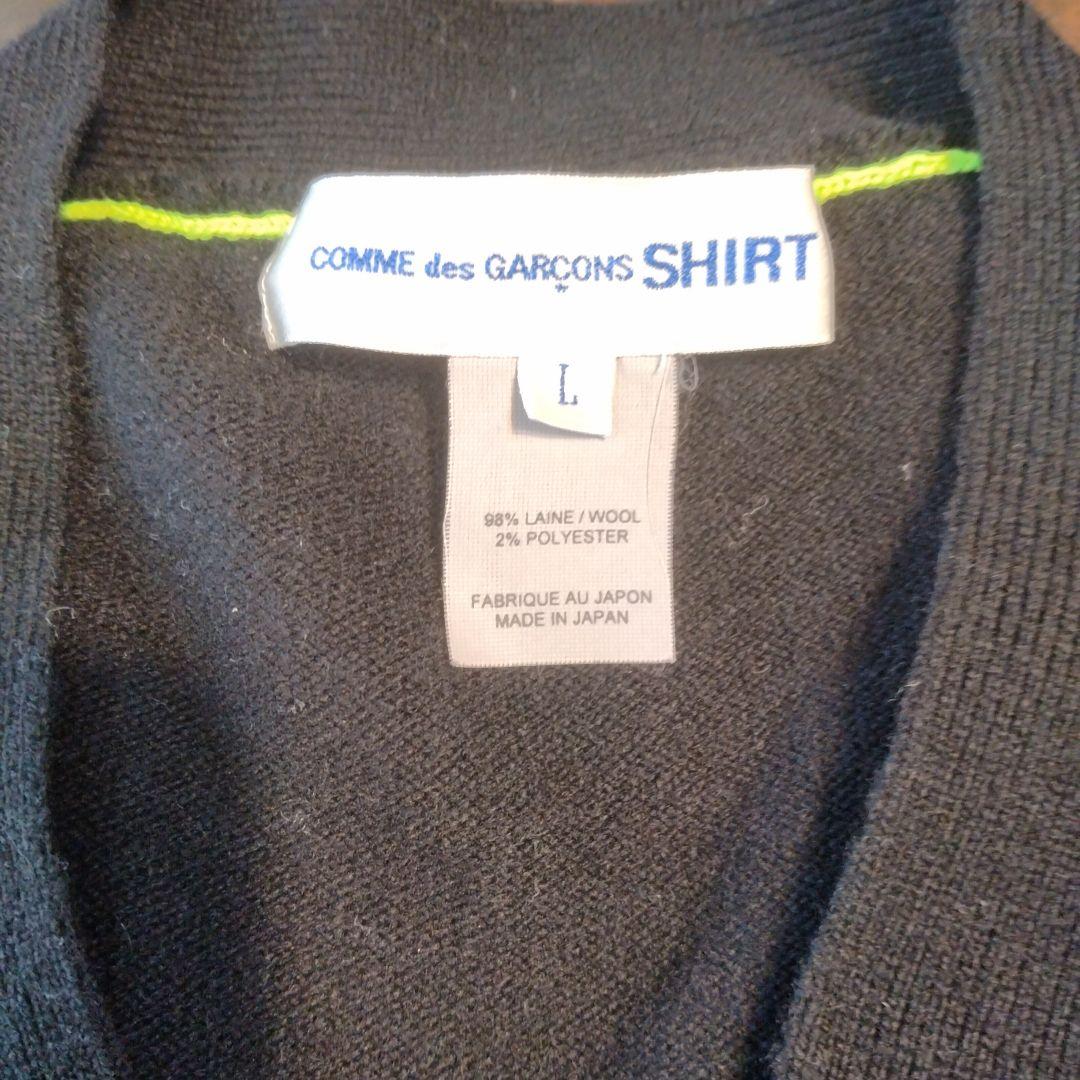 COMME des GARÇONS SHIRT
L
98% LAINE / WOOL
2% POLYESTER
FABRIQUE AU JAPON
MADE IN JAPAN